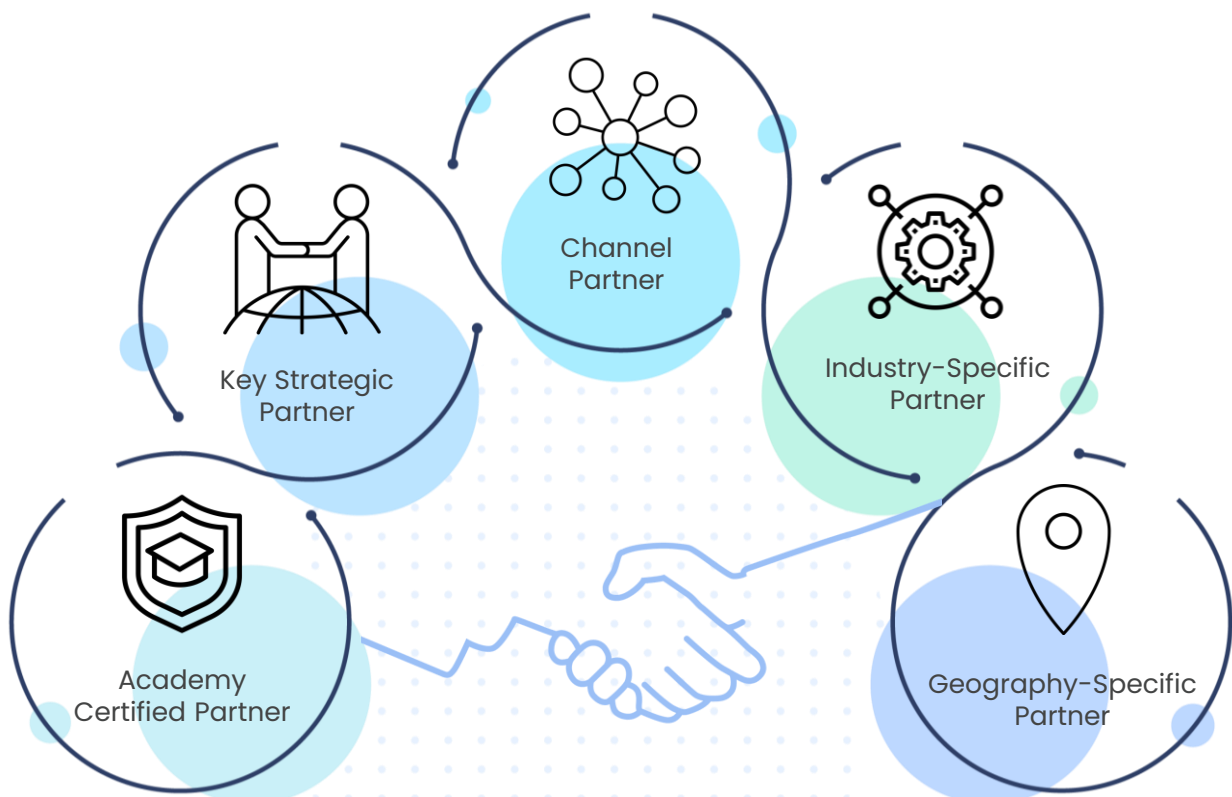 Channel
Partner
Key Strategic
Partner
Industry-Specific
Partner
Academy
Certified Partner
Geography-Specific
Partner